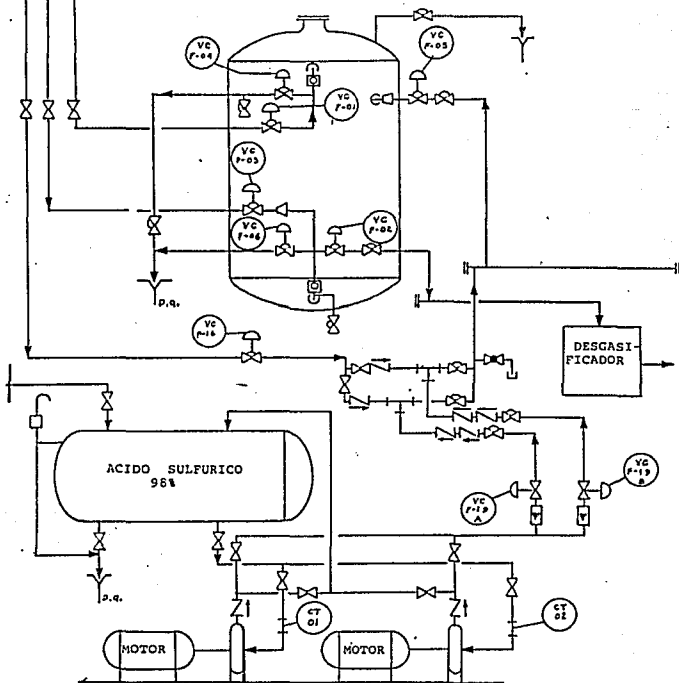 VC
F-04
VC
F-05
VC
F-01
VC
F-03
VC
F-06
VC
F-02
P.q.
VC
F-16
DESGASI-
FICADOR
ACIDO SULFURICO
98%
VC
F-19
A
VC
F-19
B
P.q.
CT
01
CT
02
MOTOR
MOTOR